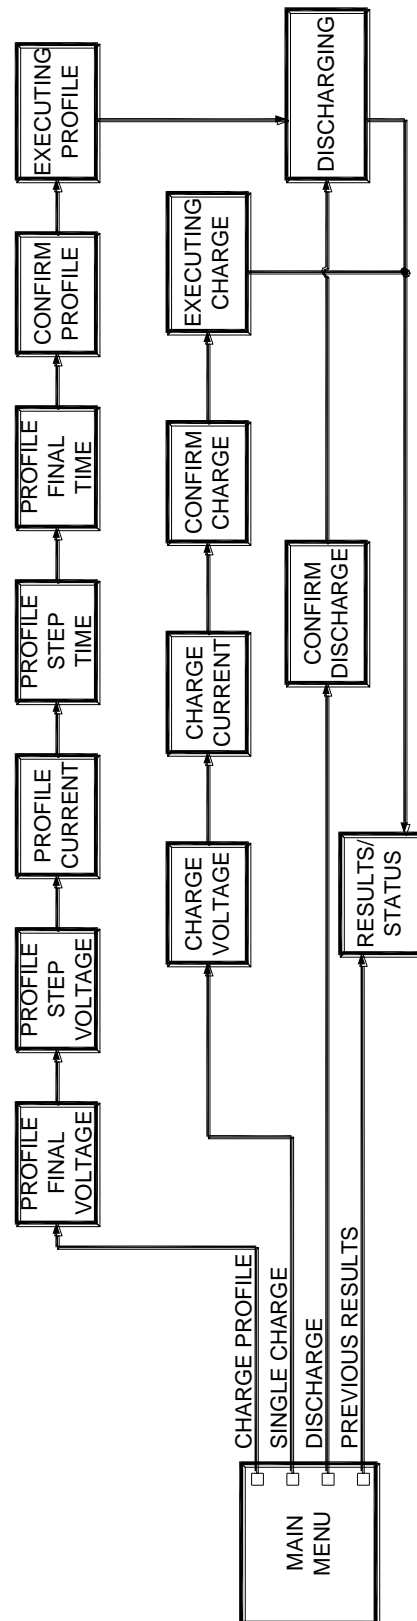 EXECUTING
PROFILE
CONFIRM
PROFILE
PROFILE
FINAL
TIME
PROFILE
STEP
TIME
PROFILE
CURRENT
PROFILE
STEP
VOLTAGE
PROFILE
FINAL
VOLTAGE
EXECUTING
CHARGE
CONFIRM
CHARGE
CHARGE
CURRENT
CHARGE
VOLTAGE
DISCHARGING
CONFIRM
DISCHARGE
RESULTS/
STATUS
CHARGE PROFILE
SINGLE CHARGE
DISCHARGE
PREVIOUS RESULTS
MAIN
MENU